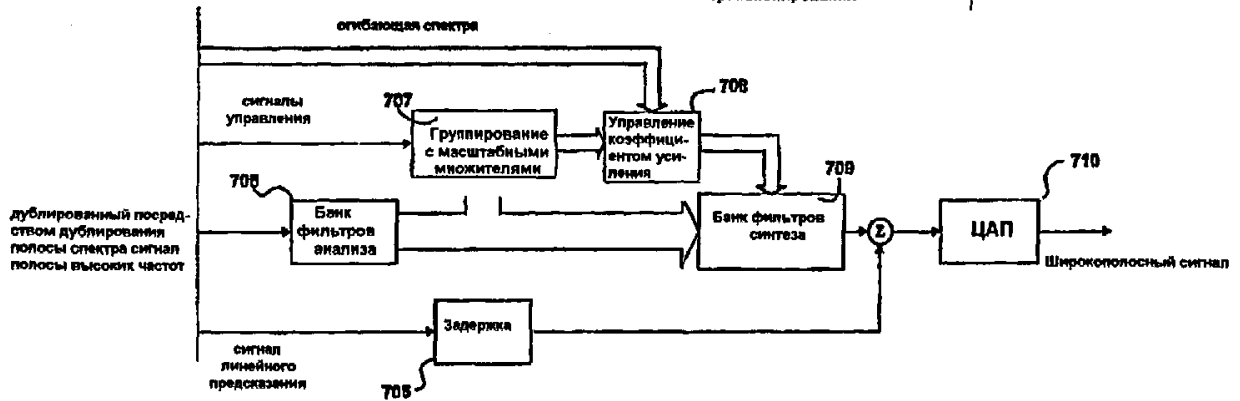 огибающая спектра
сигналы
управления
707
Группирование
с масштабными
множителями
708
Управление
коэффици-
ентом уси-
ления
706
Банк
фильтров
анализа
709
Банк фильтров
синтеза
Σ
710
ЦАП
Широкополосный сигнал
дублированный посред-
ством дублирования
полосы спектра сигнал
полосы высоких частот
Задержка
705
сигнал
линейного
предсказания